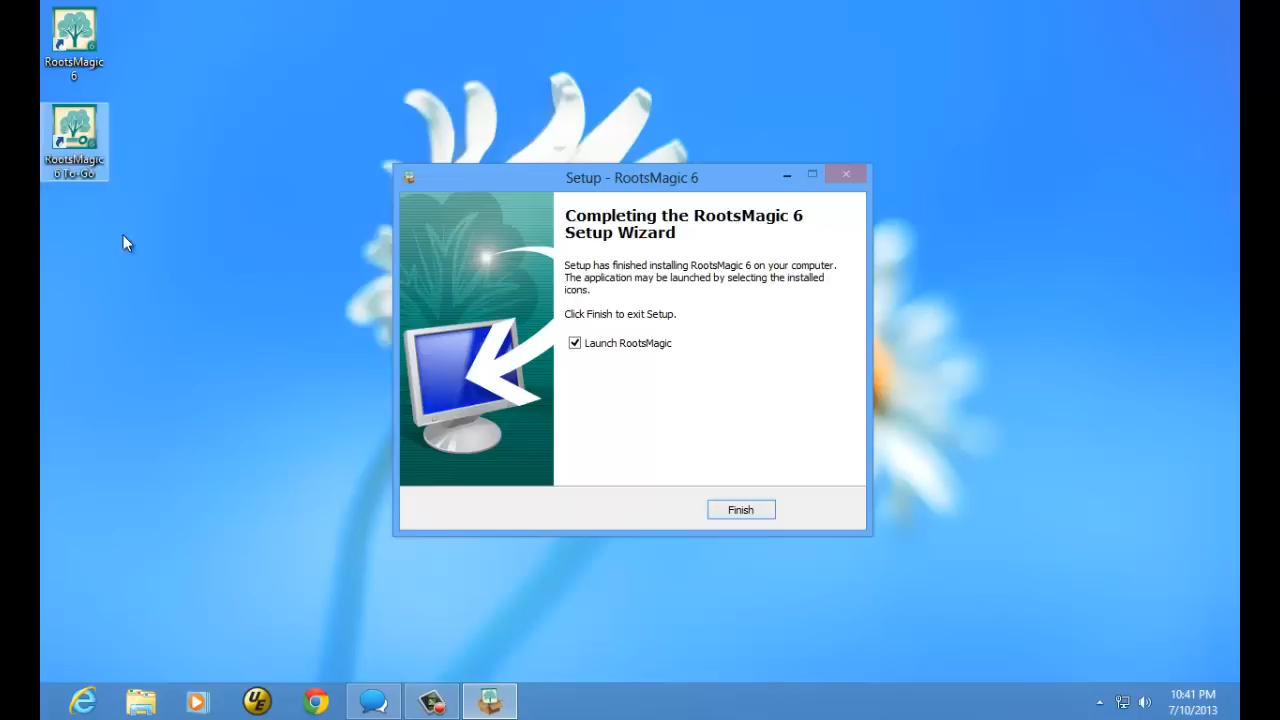 RootsMagic
6
RootsMagic
6 To-Go
Setup - RootsMagic 6
Completing the RootsMagic 6
Setup Wizard
Setup has finished installing RootsMagic 6 on your computer.
The application may be launched by selecting the installed
icons.
Click Finish to exit Setup.
Launch RootsMagic
Finish
UE
10:41 PM
7/10/2013